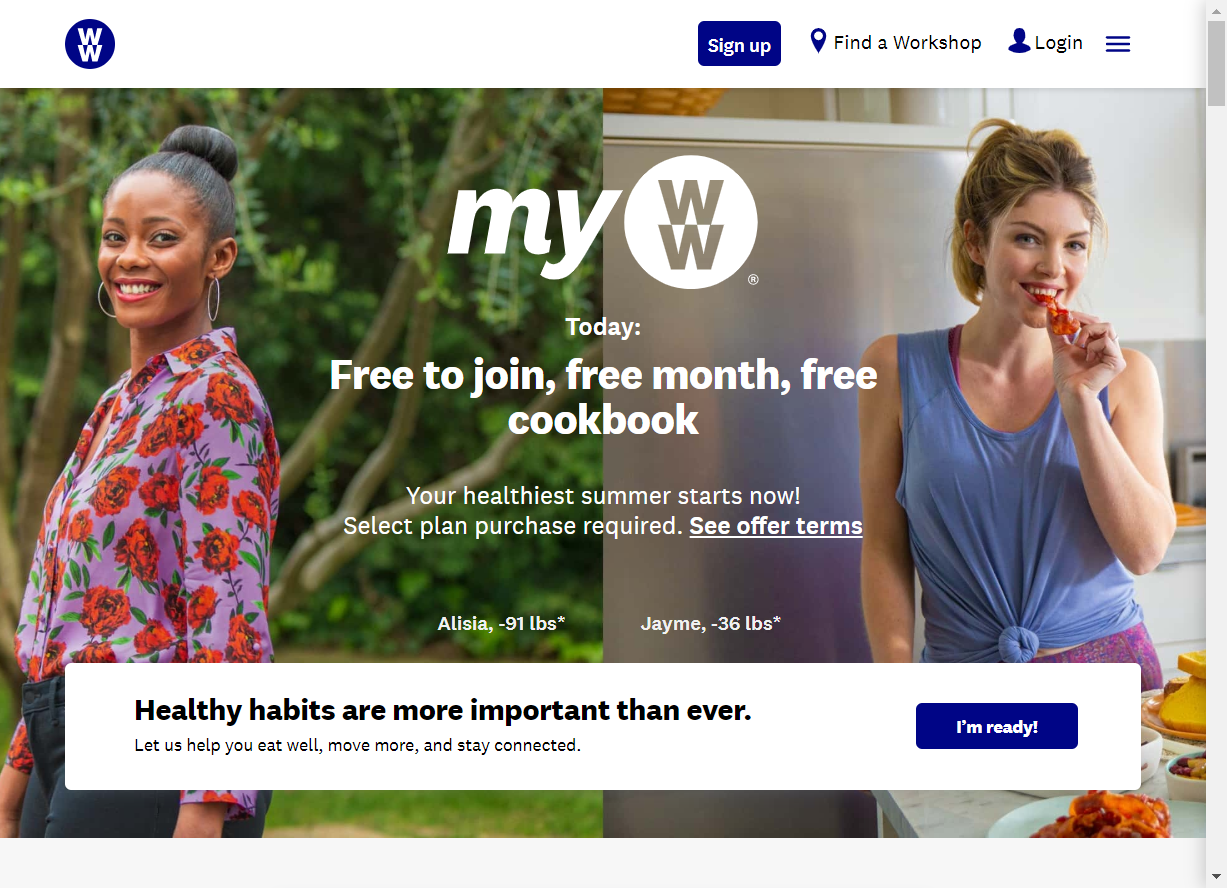 WW
Sign up
Find a Workshop
Login
my WW ®
Today:
Free to join, free month, free
cookbook
Your healthiest summer starts now!
Select plan purchase required. See offer terms
Alisia, -91 lbs*
Jayme, -36 lbs*
Healthy habits are more important than ever.
Let us help you eat well, move more, and stay connected.
I'm ready!